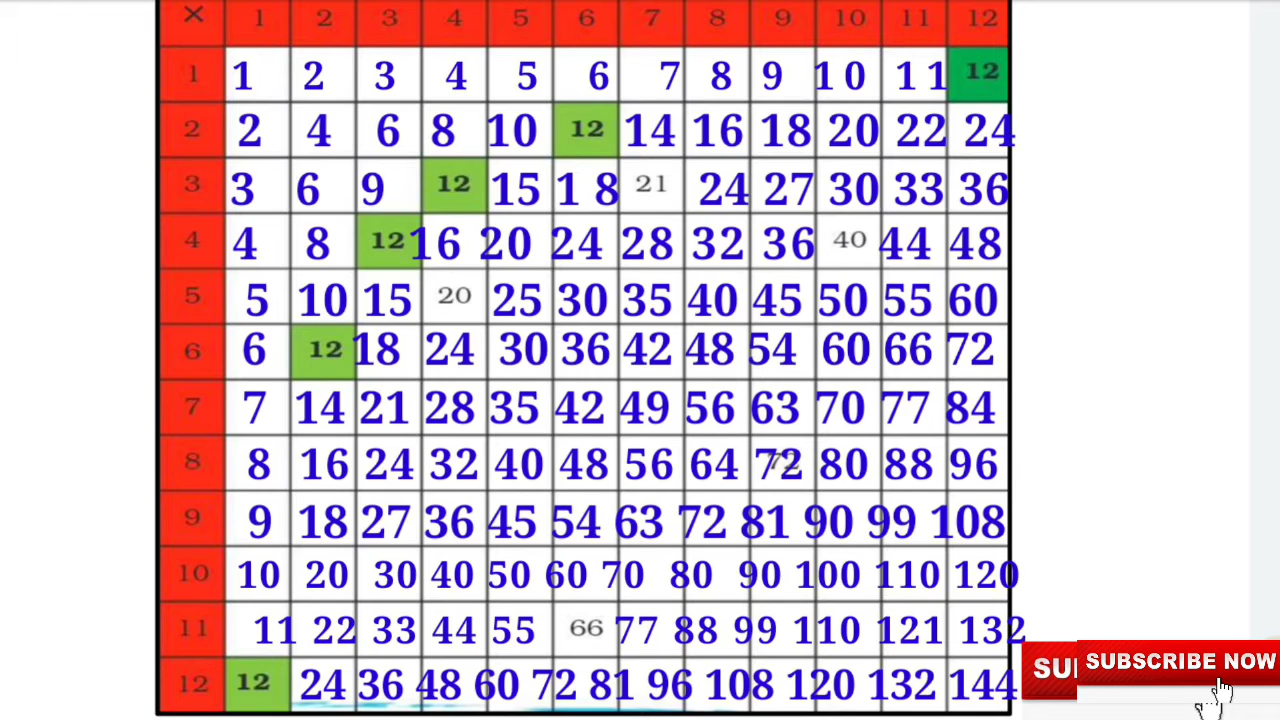 × 1 2 3 4 5 6 7 8 9 10 11 12
1 1 2 3 4 5 6 7 8 9 1 0 1 1 12
2 2 4 6 8 10 12 14 16 18 20 22 24
3 3 6 9 12 15 1 8 21 24 27 30 33 36
4 4 8 12 16 20 24 28 32 36 40 44 48
5 5 10 15 20 25 30 35 40 45 50 55 60
6 6 12 18 24 30 36 42 48 54 60 66 72
7 7 14 21 28 35 42 49 56 63 70 77 84
8 8 16 24 32 40 48 56 64 72 72 80 88 96
9 9 18 27 36 45 54 63 72 81 90 99 108
10 10 20 30 40 50 60 70 80 90 100 110 120
11 11 22 33 44 55 66 77 88 99 110 121 132
12 12 24 36 48 60 72 81 96 108 120 132 144
SUBSCRIBE NOW